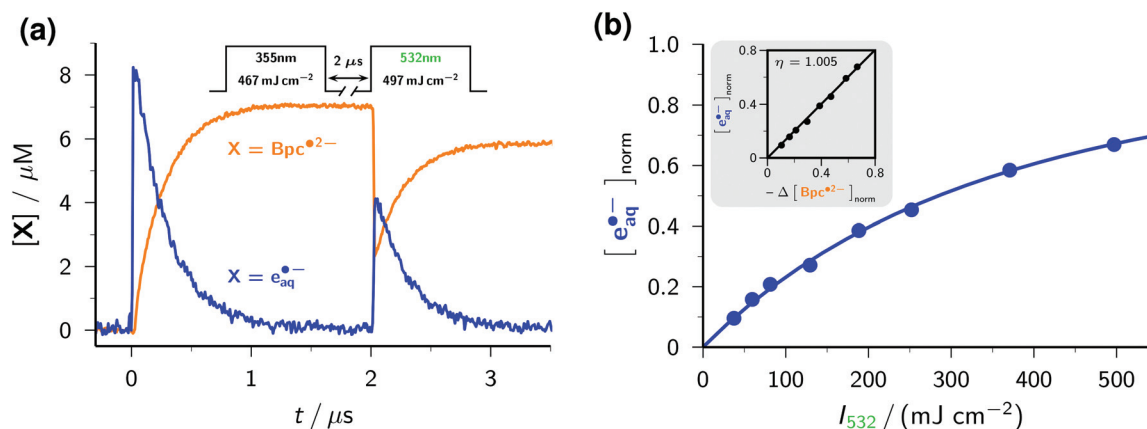 (a)
355nm
467 mJ cm⁻²
2 μs
532nm
497 mJ cm⁻²
X = Bpc•2−
X = e•−aq
[X] / μM
8
6
4
2
0
0
1
2
3
t / μs
(b)
1.0
0.8
0.6
0.4
0.2
0.0
[e•−aq]norm
η = 1.005
0.8
0.4
0
0
0.4
0.8
[e•−aq]norm
− Δ [Bpc•2−]norm
0
100
200
300
400
500
I532 / (mJ cm⁻²)